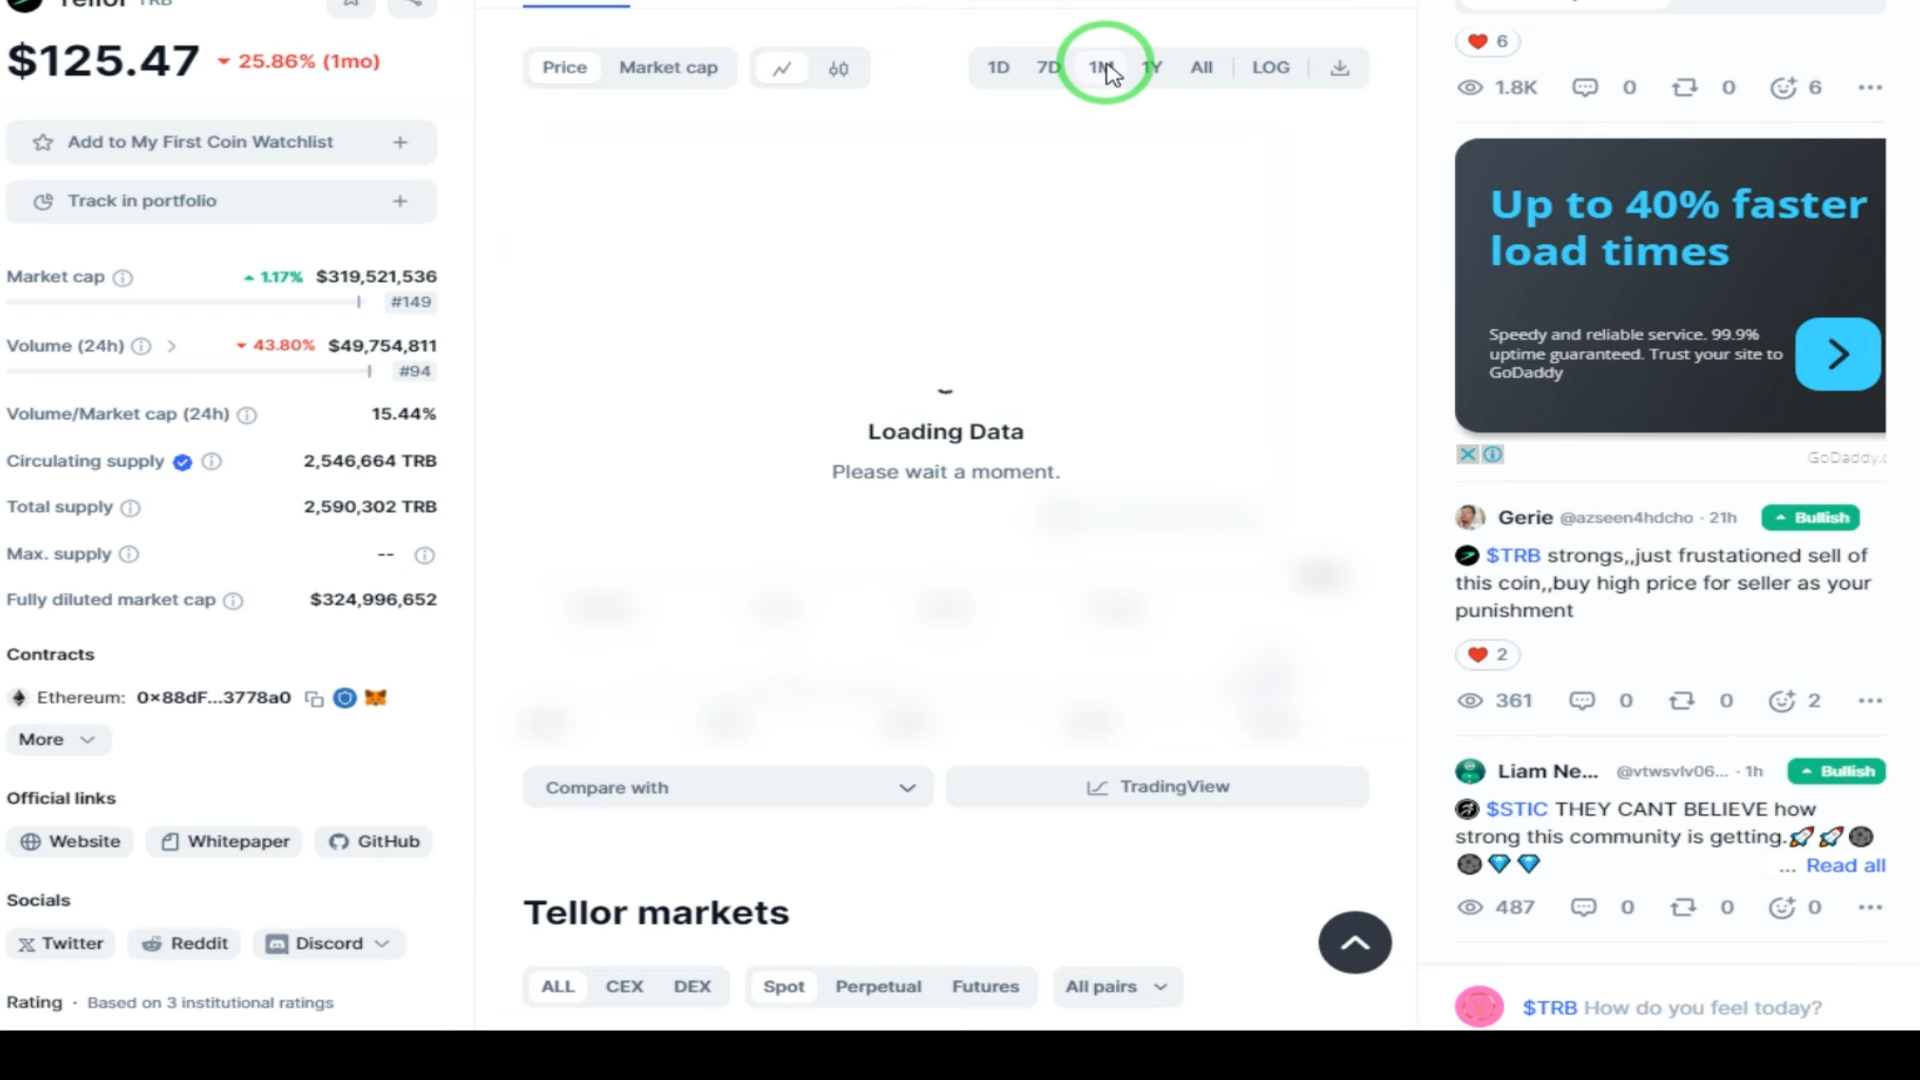 Tellor TRB
$125.47 25.86% (1mo)
Add to My First Coin Watchlist
Track in portfolio
Market cap 1.17% $319,521,536
#149
Volume (24h) 43.80% $49,754,811
#94
Volume/Market cap (24h) 15.44%
Circulating supply 2,546,664 TRB
Total supply 2,590,302 TRB
Max. supply --
Fully diluted market cap $324,996,652
Contracts
Ethereum: 0x88dF...3778a0
More
Official links
Website Whitepaper GitHub
Socials
Twitter Reddit Discord
Rating · Based on 3 institutional ratings
Price Market cap 1D 7D 1M 1Y All LOG
Loading Data
Please wait a moment.
Compare with TradingView
Tellor markets
ALL CEX DEX Spot Perpetual Futures All pairs
6
1.8K 0 0 6 ...
Up to 40% faster
load times
Speedy and reliable service. 99.9%
uptime guaranteed. Trust your site to
GoDaddy
Gerie @azseen4hdcho · 21h Bullish
$TRB strongs,,just frustationed sell of
this coin,,buy high price for seller as your
punishment
2
361 0 0 2 ...
Liam Ne... @vtwsvlv06... · 1h Bullish
$STIC THEY CANT BELIEVE how
strong this community is getting.🚀🚀
💎💎 ... Read all
487 0 0 0 ...
$TRB How do you feel today?